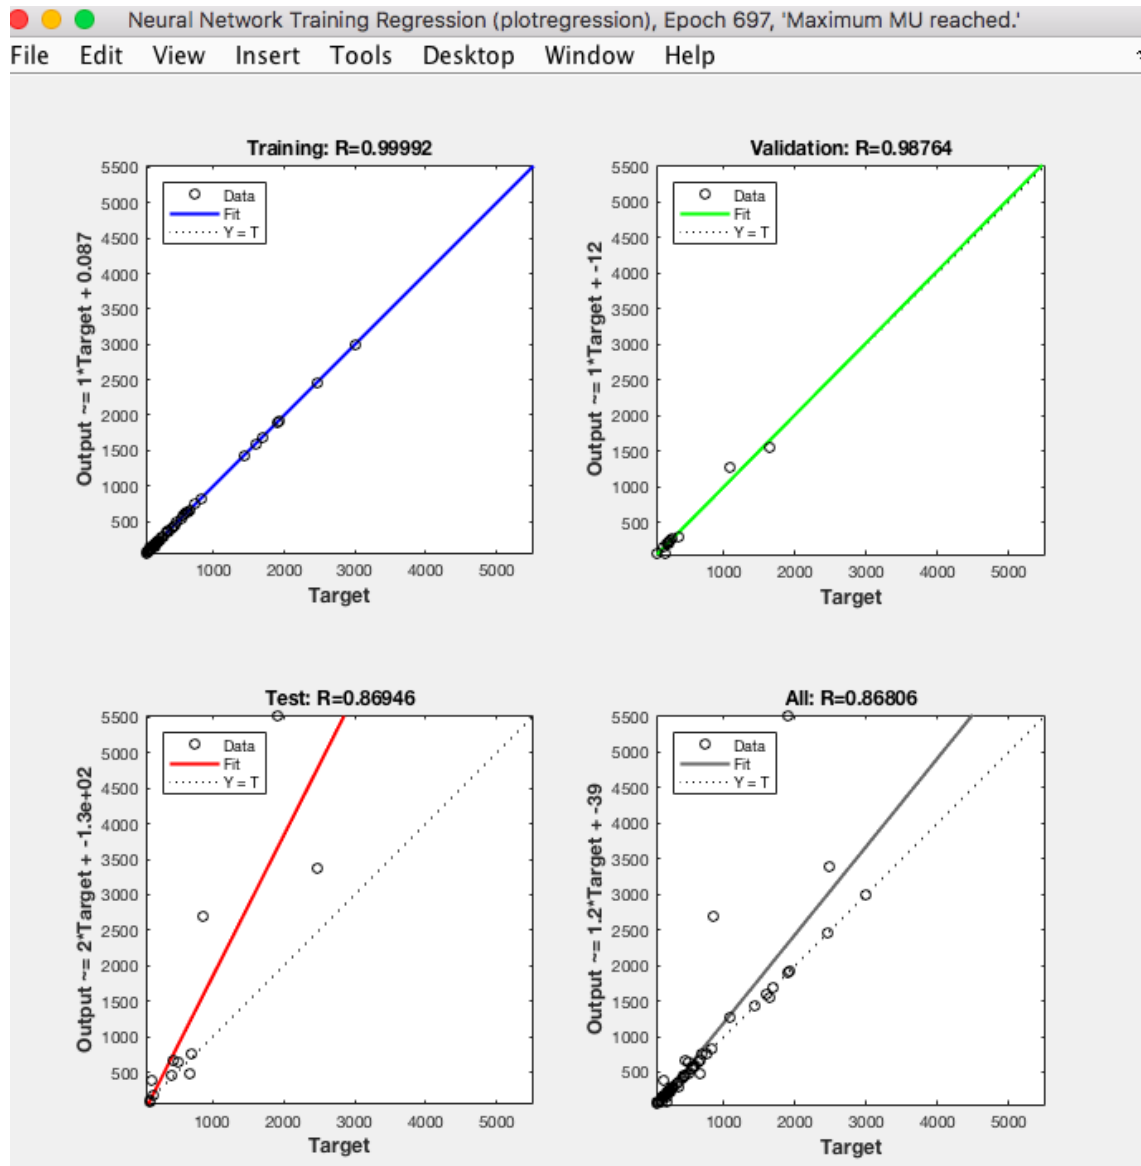 Neural Network Training Regression (plotregression), Epoch 697, 'Maximum MU reached.'
File Edit View Insert Tools Desktop Window Help
Training: R=0.99992
Output ~= 1*Target + 0.087
5500
5000
4500
4000
3500
3000
2500
2000
1500
1000
500
Data
Fit
Y = T
1000 2000 3000 4000 5000
Target
Validation: R=0.98764
Output ~= 1*Target + -12
5500
5000
4500
4000
3500
3000
2500
2000
1500
1000
500
Data
Fit
Y = T
1000 2000 3000 4000 5000
Target
Test: R=0.86946
Output ~= 2*Target + -1.3e+02
5500
5000
4500
4000
3500
3000
2500
2000
1500
1000
500
Data
Fit
Y = T
1000 2000 3000 4000 5000
Target
All: R=0.86806
Output ~= 1.2*Target + -39
5500
5000
4500
4000
3500
3000
2500
2000
1500
1000
500
Data
Fit
Y = T
1000 2000 3000 4000 5000
Target